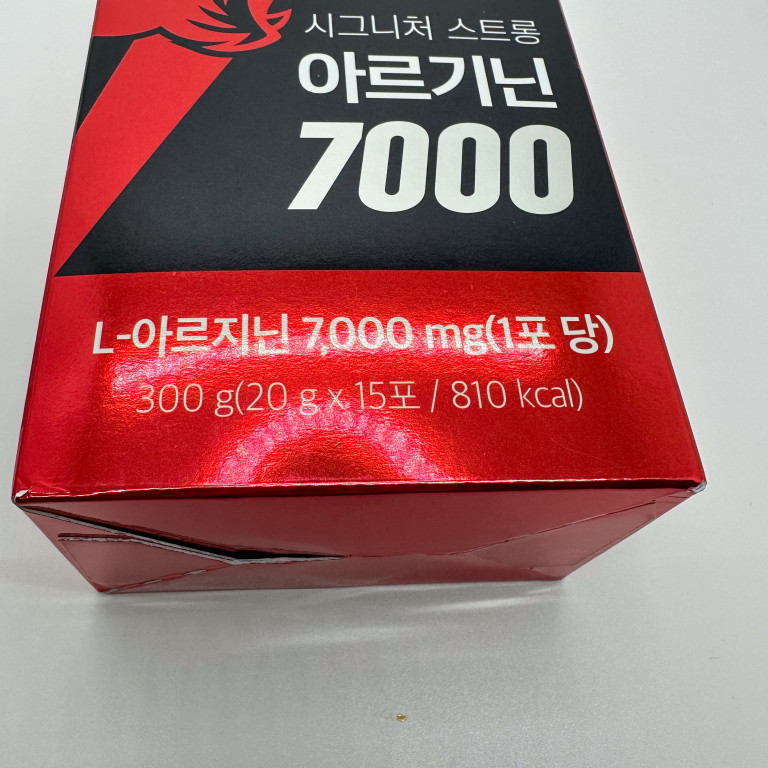 시그니처 스트롱
아르기닌
7000
L-아르지닌 7,000 mg(1포 당)
300 g(20 g x 15포 / 810 kcal)